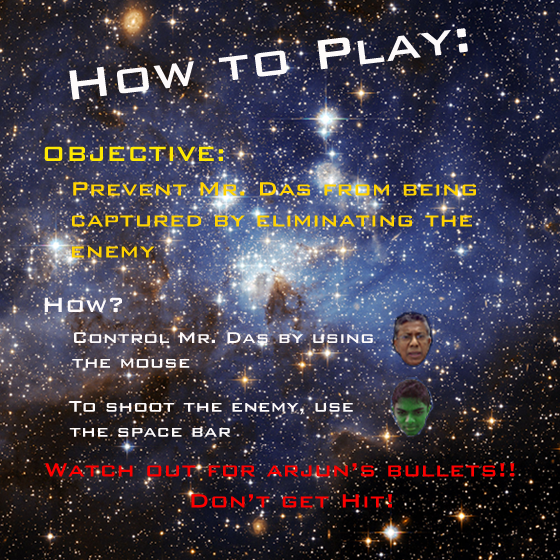 How to Play:
Objective:
Prevent Mr. Das from being
captured by eliminating the
enemy
How?
Control Mr. Das by using
the mouse
To shoot the enemy, use
the space bar
Watch out for arjun's bullets!!
Don't get Hit!